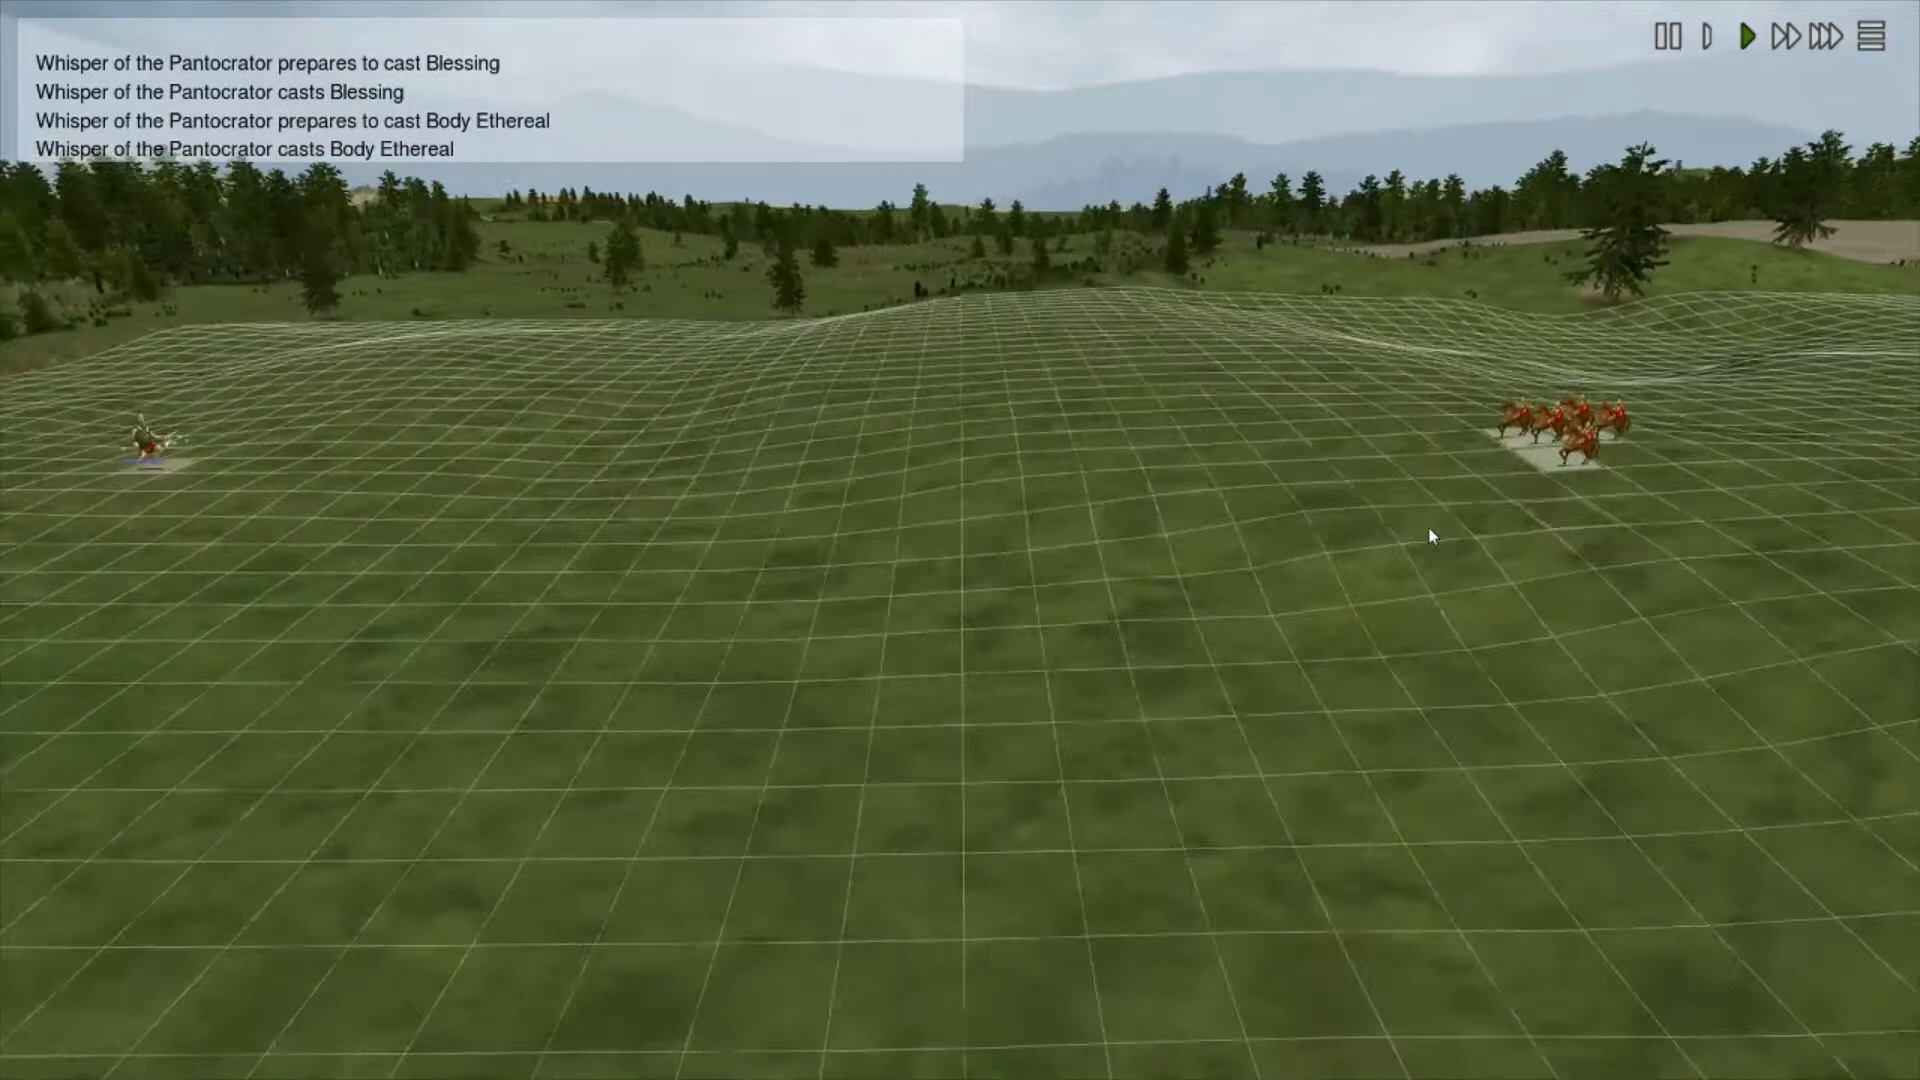 Whisper of the Pantocrator prepares to cast Blessing
Whisper of the Pantocrator casts Blessing
Whisper of the Pantocrator prepares to cast Body Ethereal
Whisper of the Pantocrator casts Body Ethereal